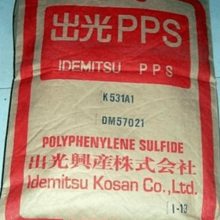 出光PPS
IDEMITSU PPS
K531A1
DM57021
POLYPHENYLENE SULFIDE
出光興産株式会社
Idemitsu Kosan Co.,Ltd.
I-13